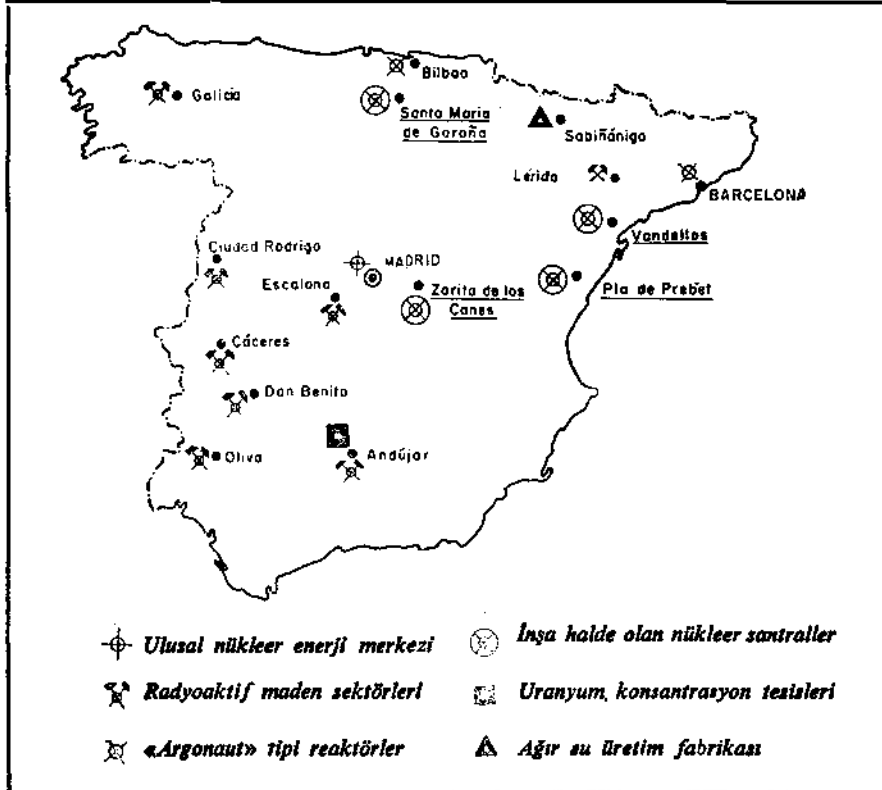 Bilbao
Galicia
Santa Maria
de Garoña
Sabiñánigo
Lérida
BARCELONA
Vandellos
Ciudad Rodrigo
MADRID
Escalona
Zorita de los
Canes
Pla de Prabet
Cáceres
Don Benito
Oliva
Andújar
Ulusal nükleer enerji merkezi
İnşa halde olan nükleer santraller
Radyoaktif maden sektörleri
Uranyum, konsantrasyon tesisleri
«Argonaut» tipi reaktörler
Ağır su üretim fabrikası